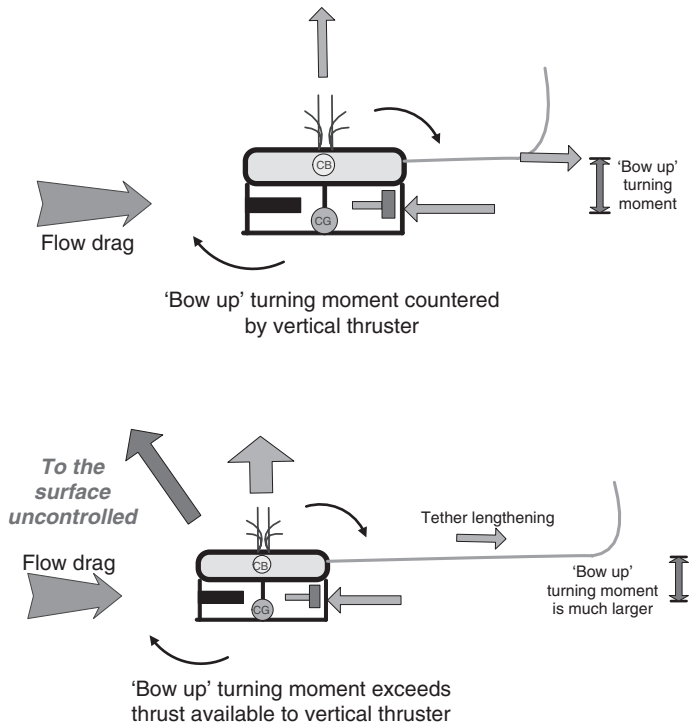 CB
CG
Flow drag
'Bow up'
turning
moment
'Bow up' turning moment countered
by vertical thruster
To the
surface
uncontrolled
Flow drag
Tether lengthening
CB
CG
'Bow up'
turning moment
is much larger
'Bow up' turning moment exceeds
thrust available to vertical thruster